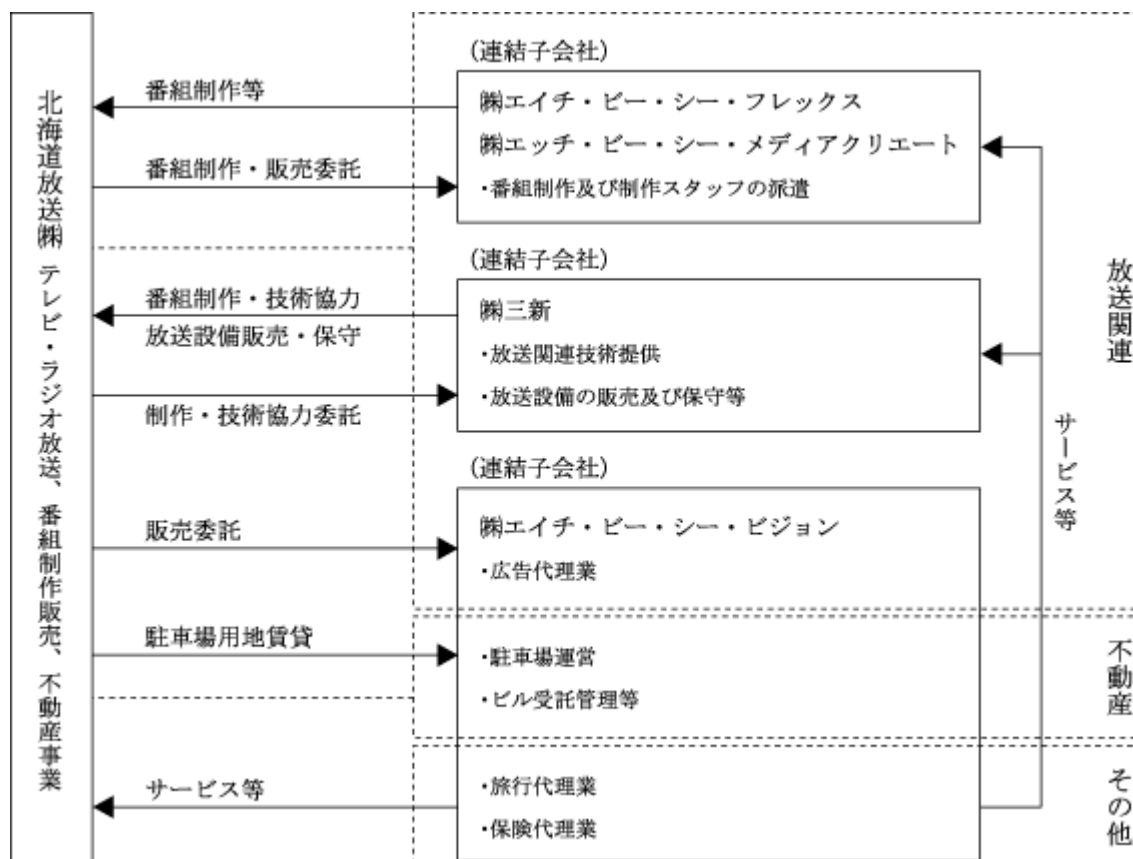 北海道放送㈱ テレビ・ラジオ放送、番組制作販売、不動産事業
番組制作等
番組制作・販売委託
番組制作・技術協力
放送設備販売・保守
制作・技術協力委託
販売委託
駐車場用地賃貸
サービス等
(連結子会社)
㈱エイチ・ビー・シー・フレックス
㈱エッチ・ビー・シー・メディアクリエート
・番組制作及び制作スタッフの派遣
(連結子会社)
㈱三新
・放送関連技術提供
・放送設備の販売及び保守等
(連結子会社)
㈱エイチ・ビー・シー・ビジョン
・広告代理業
・駐車場運営
・ビル受託管理等
・旅行代理業
・保険代理業
サービス等
放送関連
不動産
その他